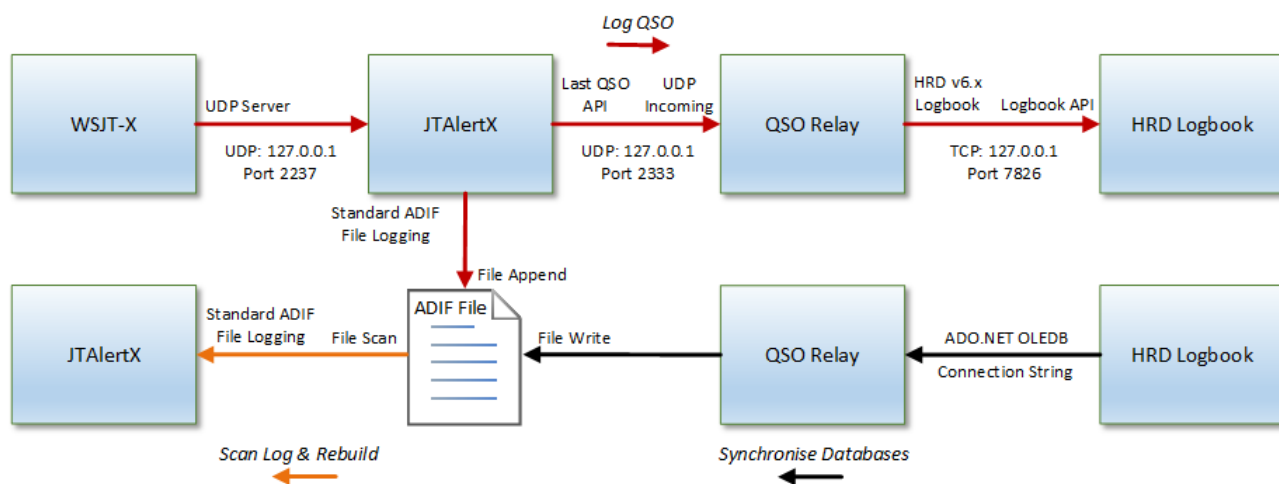 Log QSO
WSJT-X
UDP Server
UDP: 127.0.0.1
Port 2237
JTAlertX
Last QSO
API
UDP
Incoming
UDP: 127.0.0.1
Port 2333
QSO Relay
HRD v6.x
Logbook
Logbook API
TCP: 127.0.0.1
Port 7826
HRD Logbook
Standard ADIF
File Logging
File Append
JTAlertX
Standard ADIF
File Logging
File Scan
ADIF File
File Write
QSO Relay
ADO.NET OLEDB
Connection String
HRD Logbook
Scan Log & Rebuild
Synchronise Databases